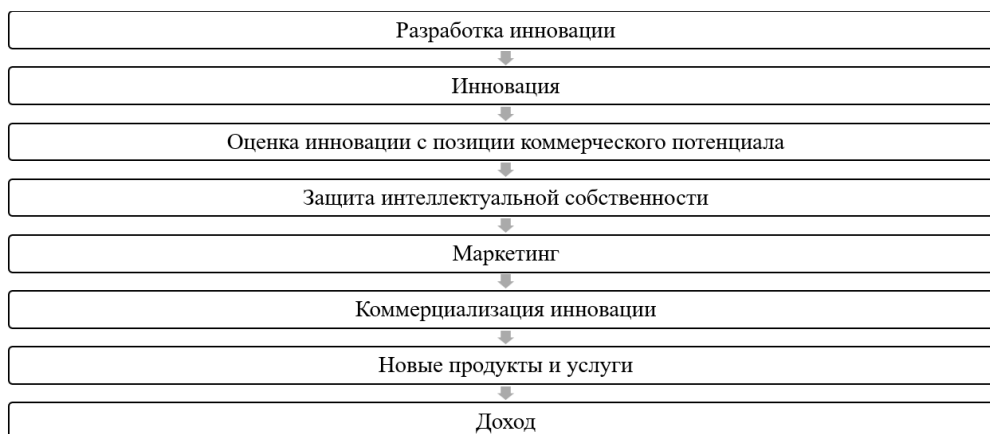 Разработка инновации
Инновация
Оценка инновации с позиции коммерческого потенциала
Защита интеллектуальной собственности
Маркетинг
Коммерциализация инновации
Новые продукты и услуги
Доход